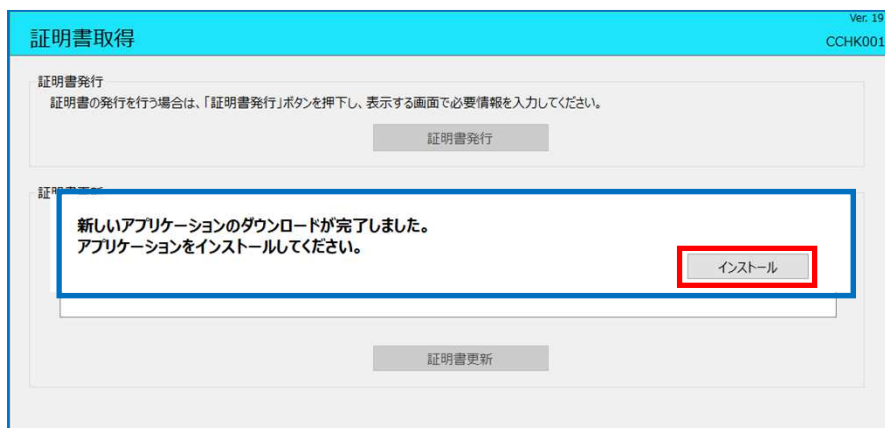 Ver. 19
証明書取得
CCHK001
証明書発行
証明書の発行を行う場合は、「証明書発行」ボタンを押下し、表示する画面で必要情報を入力してください。
証明書発行
新しいアプリケーションのダウンロードが完了しました。
アプリケーションをインストールしてください。
インストール
証明書更新